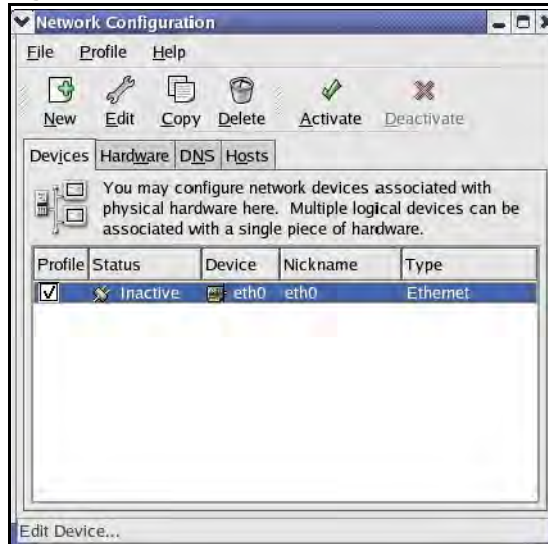 Network Configuration
File Profile Help
New Edit Copy Delete Activate Deactivate
Devices Hardware DNS Hosts
You may configure network devices associated with
physical hardware here. Multiple logical devices can be
associated with a single piece of hardware.
Profile Status Device Nickname Type
Inactive eth0 eth0 Ethernet
Edit Device...